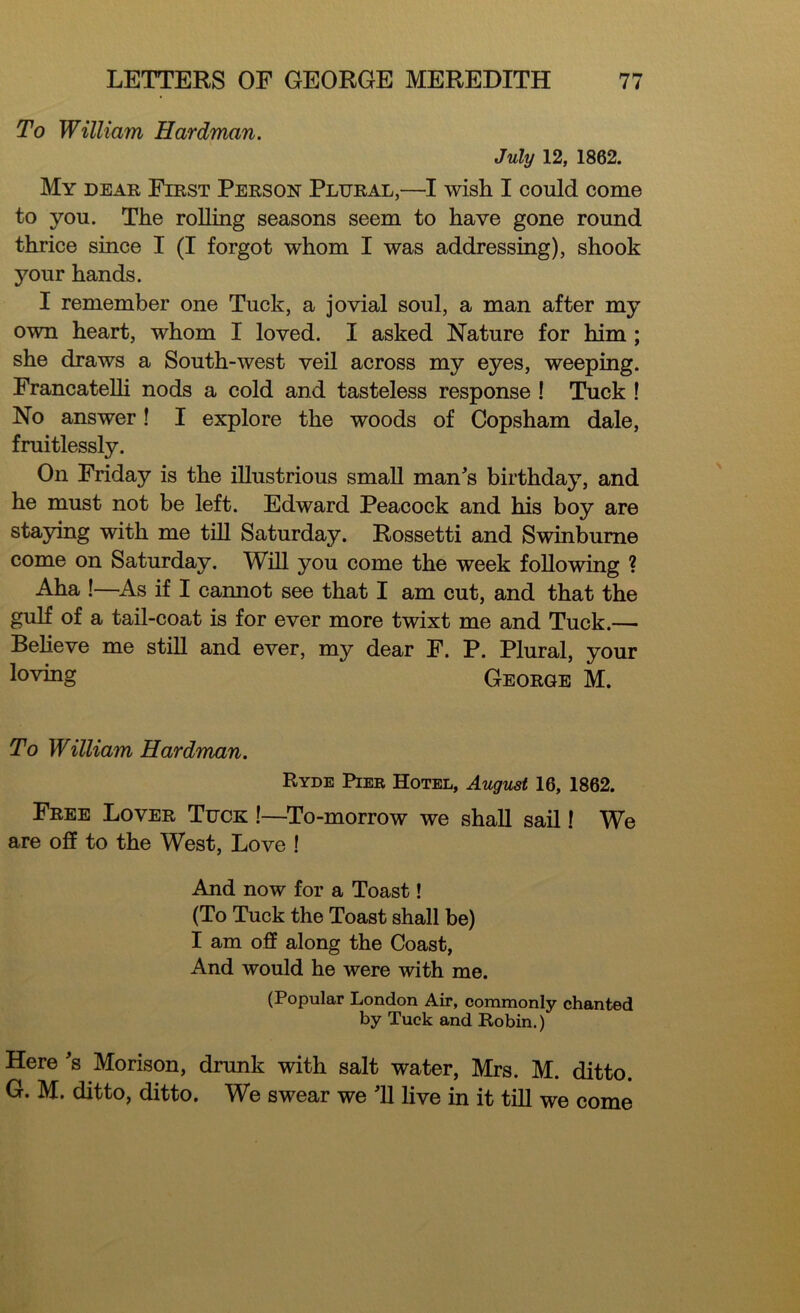 LETTERS OF GEORGE MEREDITH 77
To William Hardman.
July 12, 1862.
My dear First Person Plural,—I wish I could come
to you. The rolling seasons seem to have gone round
thrice since I (I forgot whom I was addressing), shook
your hands.
I remember one Tuck, a jovial soul, a man after my
own heart, whom I loved. I asked Nature for him ;
she draws a South-west veil across my eyes, weeping.
Francatelli nods a cold and tasteless response ! Tuck !
No answer ! I explore the woods of Copsham dale,
fruitlessly.
On Friday is the illustrious small man's birthday, and
he must not be left. Edward Peacock and his boy are
staying with me till Saturday. Rossetti and Swinburne
come on Saturday. Will you come the week following ?
Aha !—As if I cannot see that I am cut, and that the
gulf of a tail-coat is for ever more twixt me and Tuck.—
Believe me still and ever, my dear F. P. Plural, your
loving George M.
To William Hardman.
Ryde Pier Hotel, August 16, 1862.
Free Lover Tuck !—To-morrow we shall sail ! We
are off to the West, Love !
And now for a Toast !
(To Tuck the Toast shall be)
I am off along the Coast,
And would he were with me.
(Popular London Air, commonly chanted
by Tuck and Robin.)
Here 's Morison, drunk with salt water, Mrs. M. ditto.
G. M. ditto, ditto. We swear we 'll live in it till we come